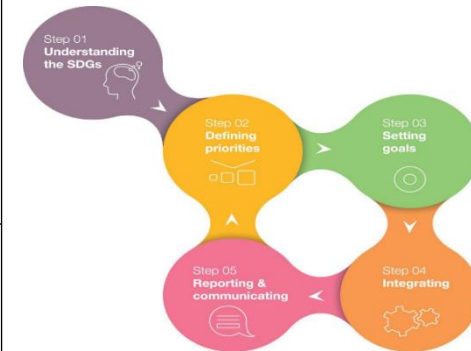 Step 01
Understanding
the SDGs
Step 02
Defining
priorities
Step 03
Setting
goals
Step 05
Reporting &
communicating
Step 04
Integrating